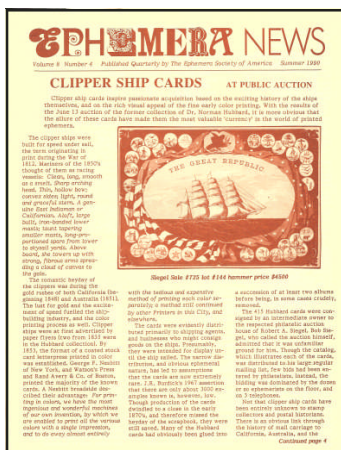 EPHEMERA NEWS
Volume 8 Number 4 Published Quarterly by The Ephemera Society of America Summer 1990
CLIPPER SHIP CARDS AT PUBLIC AUCTION
Clipper ship cards inspire passionate acquisition based on the exciting history of the ships
themselves, and on the rich visual appeal of the fine early color printing. With the results of
the June 13 auction of the former collection of Dr. Norman Hubbard, it is more obvious that
the allure of these cards have made them the most valuable 'currency' in the world of printed
ephemera.
The clipper ships were
built for speed under sail,
the term originating in
print during the War of
1812. Mariners of the 1850's
thought of them as racing
vessels: Clean, long, smooth
as a smelt. Sharp arching
head. Thin, hollow bow;
convex sides; light, round
and graceful stern. A gen-
uine East Indiaman or
Californian. Aloft, large
built, iron-banded lower
masts; taunt tapering
smaller masts, long-pro-
portioned spars from lower
to skysail yards. Above
board, she towers up with
strong, fibrous arms spread-
ing a cloud of canvas to
the gale.
The romantic heyday of
the clippers was during the
gold rushes of both California (be-
ginning 1848) and Australia (1851).
The lust for gold and the excite-
ment of speed fueled the ship-
building industry, and the color
printing process as well. Clipper
ships were at first advertised by
paper flyers (two from 1853 were
in the Hubbard collection). By
1855, the format of a coated stock
card letterpress printed in color
was established. George F. Nesbitt
of New York, and Watson's Press
and Rand Avery & Co. of Boston,
printed the majority of the known
cards. A Nesbitt broadside des-
cribed their advantages: For print-
ing in colors, we have the most
ingenious and wonderful machines
of our own invention, by which we
are enabled to print all the various
colors with a single impression,
and to do every almost entirely
THE GREAT REPUBLIC
Siegel Sale #735 lot #144 hammer price $4500
with the tedious and expensive
method of printing each color se-
parately; a method still continued
by other Printers in this City, and
elsewhere.
The cards were evidently distri-
buted primarily to shipping agents,
and businesses who might consign
goods on the ships. Presumably,
they were intended for display un-
til the ship sailed. The narrow dis-
tribution, and obvious ephemeral
nature, has led to assumptions
that the cards are now extremely
rare. J.R. Burdick's 1967 assertion
that there are only about 2000 ex-
amples known is, however, low.
Though production of the cards
dwindled to a close in the early
1870's, and therefore missed the
heyday of the scrapbook, they were
still saved. Many of the Hubbard
cards had obviously been glued into
a succession of at least two albums
before being, in some cases crudely,
removed.
The 415 Hubbard cards were con-
signed by an intermediate owner to
the respected philatelic auction
house of Robert A. Siegel. Bob Sie-
gel, who called the auction himself,
admitted that it was unfamiliar
ground for him. Though the catalog,
which illustrates each of the cards,
was distributed to his large regular
mailing list, few bids had been en-
tered by philatelists. Instead, the
bidding was dominated by the dozen
or so ephemerists on the floor, and
on 3 telephones.
Not that clipper ship cards have
been entirely unknown to stamp
collectors and postal historians.
There is an obvious link through
the history of mail carriage to
California, Australia, and the
Continued page 4